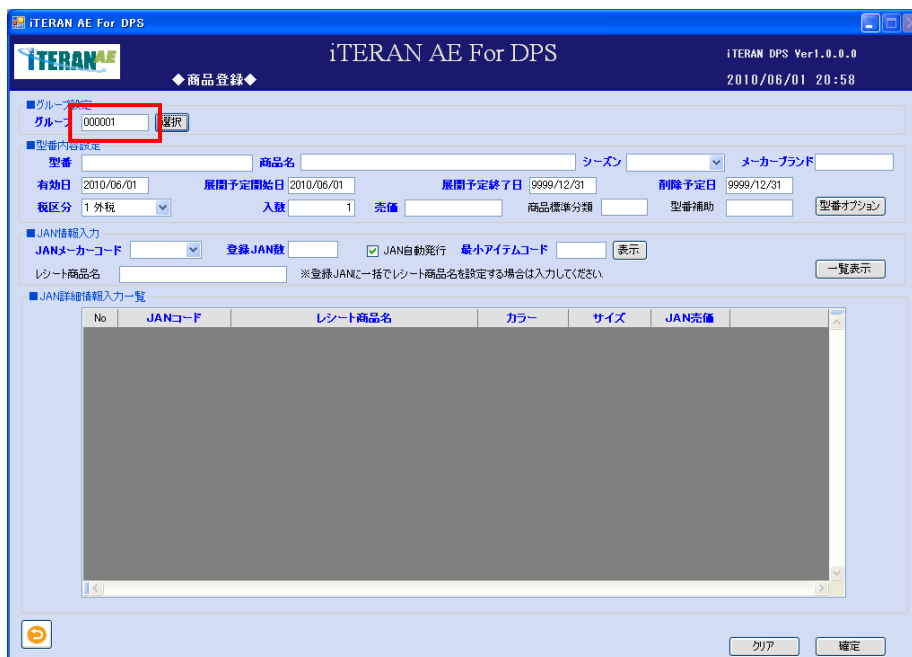 iTERAN AE For DPS
iTERAN AE
iTERAN AE For DPS
iTERAN DPS Ver1.0.0.0
◆商品登録◆
2010/06/01 20:58
■グループ設定
グループ 000001 選択
■型番内容設定
型番 商品名 シーズン メーカーブランド
有効日 2010/06/01 展開予定開始日 2010/06/01 展開予定終了日 9999/12/31 削除予定日 9999/12/31
税区分 1 外税 入数 1 売価 商品標準分類 型番補助 型番オプション
■JAN情報入力
JANメーカーコード 登録JAN数 JAN自動発行 最小アイテムコード 表示
レシート商品名 ※登録JANに一括でレシート商品名を設定する場合は入力してください. 一覧表示
■JAN詳細情報入力一覧
No JANコード レシート商品名 カラー サイズ JAN売価
クリア 確定